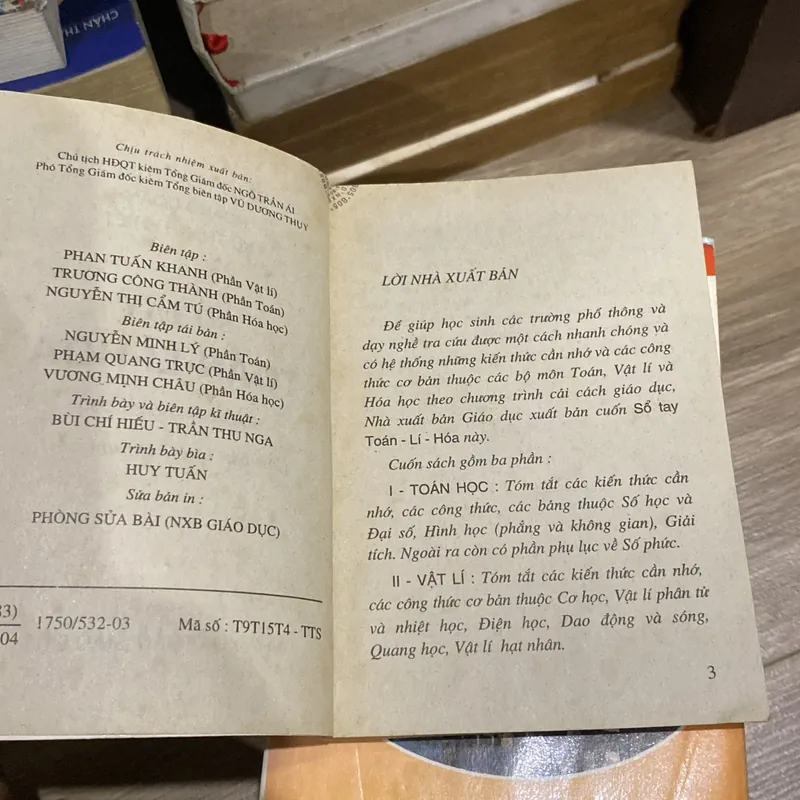 CHÂN TH
Chịu trách nhiệm xuất bản:
Chủ tịch HĐQT kiêm Tổng Giám đốc NGÔ TRẦN ÁI
Phó Tổng Giám đốc kiêm Tổng biên tập VŨ DƯƠNG THỤY
Biên tập :
PHAN TUẤN KHANH (Phần Vật lí)
TRƯƠNG CÔNG THÀNH (Phần Toán)
NGUYỄN THỊ CẨM TÚ (Phần Hóa học)
Biên tập tái bản :
NGUYỄN MINH LÝ (Phần Toán)
PHẠM QUANG TRỰC (Phần Vật lí)
VƯƠNG MINH CHÂU (Phần Hóa học)
Trình bày và biên tập kĩ thuật :
BÙI CHÍ HIẾU - TRẦN THU NGA
Trình bày bìa :
HUY TUẤN
Sửa bản in :
PHÒNG SỬA BÀI (NXB GIÁO DỤC)
83)
04
1750/532-03
Mã số : T9T15T4 - TTS
LỜI NHÀ XUẤT BẢN
Để giúp học sinh các trường phổ thông và
dạy nghề tra cứu được một cách nhanh chóng và
có hệ thống những kiến thức cần nhớ và các công
thức cơ bản thuộc các bộ môn Toán, Vật lí và
Hóa học theo chương trình cải cách giáo dục,
Nhà xuất bản Giáo dục xuất bản cuốn Sổ tay
Toán - Lí - Hóa này.
Cuốn sách gồm ba phần :
I - TOÁN HỌC : Tóm tắt các kiến thức cần
nhớ, các công thức, các bảng thuộc Số học và
Đại số, Hình học (phẳng và không gian), Giải
tích. Ngoài ra còn có phần phụ lục về Số phức.
II - VẬT LÍ : Tóm tắt các kiến thức cần nhớ,
các công thức cơ bản thuộc Cơ học, Vật lí phân tử
và nhiệt học, Điện học, Dao động và sóng,
Quang học, Vật lí hạt nhân.
3